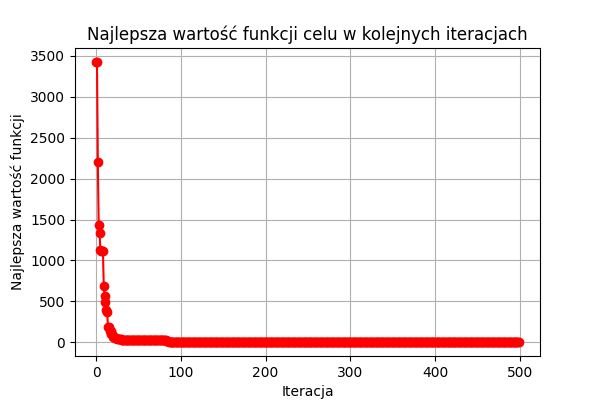 Najlepsza wartość funkcji celu w kolejnych iteracjach
3500
3000
2500
2000
1500
1000
500
0
Najlepsza wartość funkcji
0 100 200 300 400 500
Iteracja